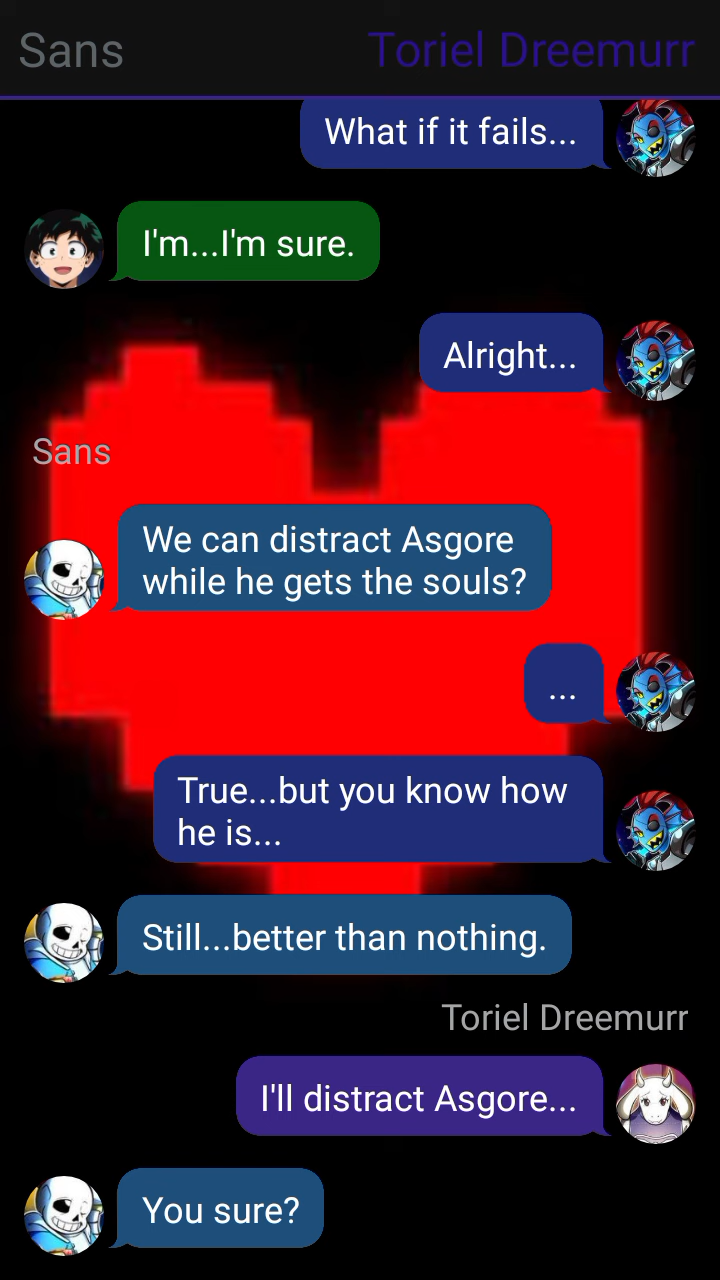 Sans
Toriel Dreemurr
What if it fails...
I'm...I'm sure.
Alright...
Sans
We can distract Asgore
while he gets the souls?
...
True...but you know how
he is...
Still...better than nothing.
Toriel Dreemurr
I'll distract Asgore...
You sure?